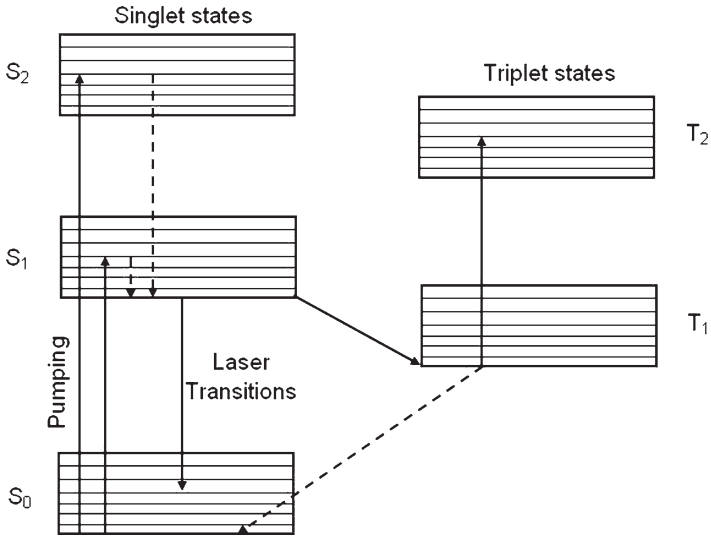 Singlet states
S2
Triplet states
T2
S1
T1
Pumping
Laser
Transitions
S0